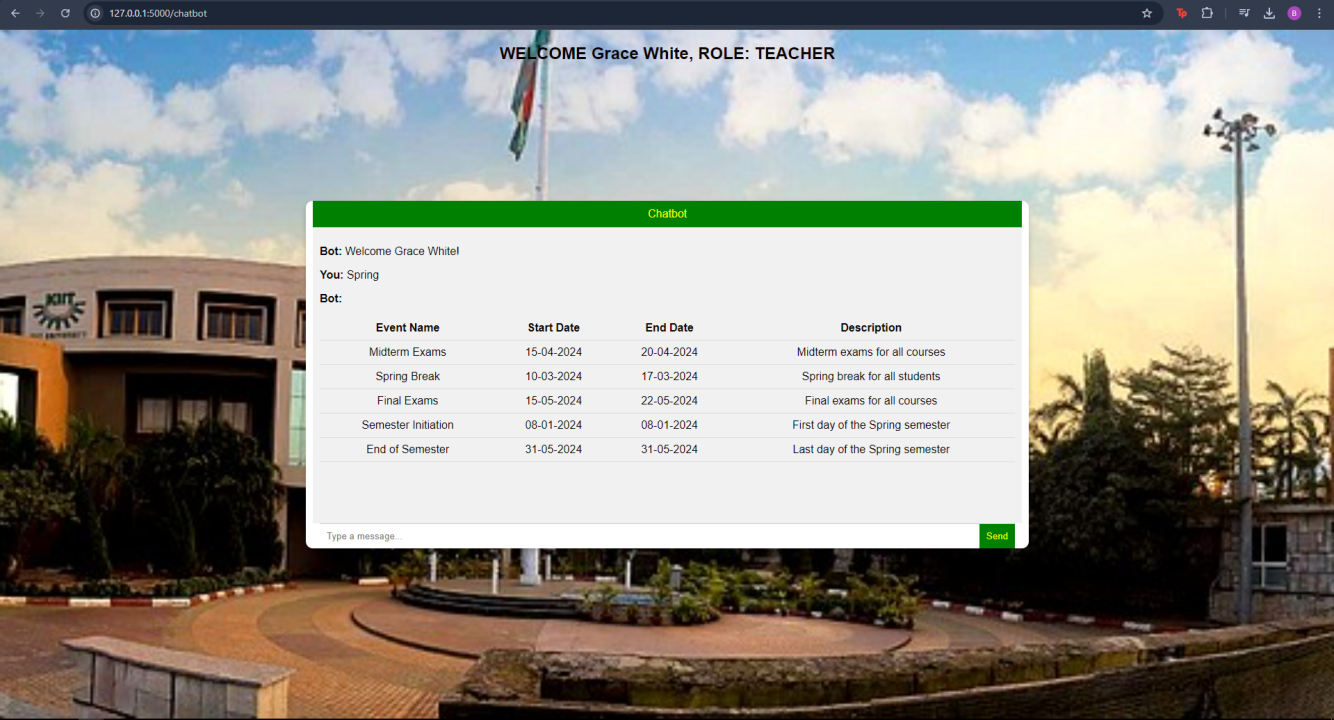 127.0.0.1:5000/chatbot
B
WELCOME Grace White, ROLE: TEACHER
KIIT
Chatbot
Bot: Welcome Grace White!
You: Spring
Bot:
Event Name Start Date End Date Description
Midterm Exams 15-04-2024 20-04-2024 Midterm exams for all courses
Spring Break 10-03-2024 17-03-2024 Spring break for all students
Final Exams 15-05-2024 22-05-2024 Final exams for all courses
Semester Initiation 08-01-2024 08-01-2024 First day of the Spring semester
End of Semester 31-05-2024 31-05-2024 Last day of the Spring semester
Type a message...
Send